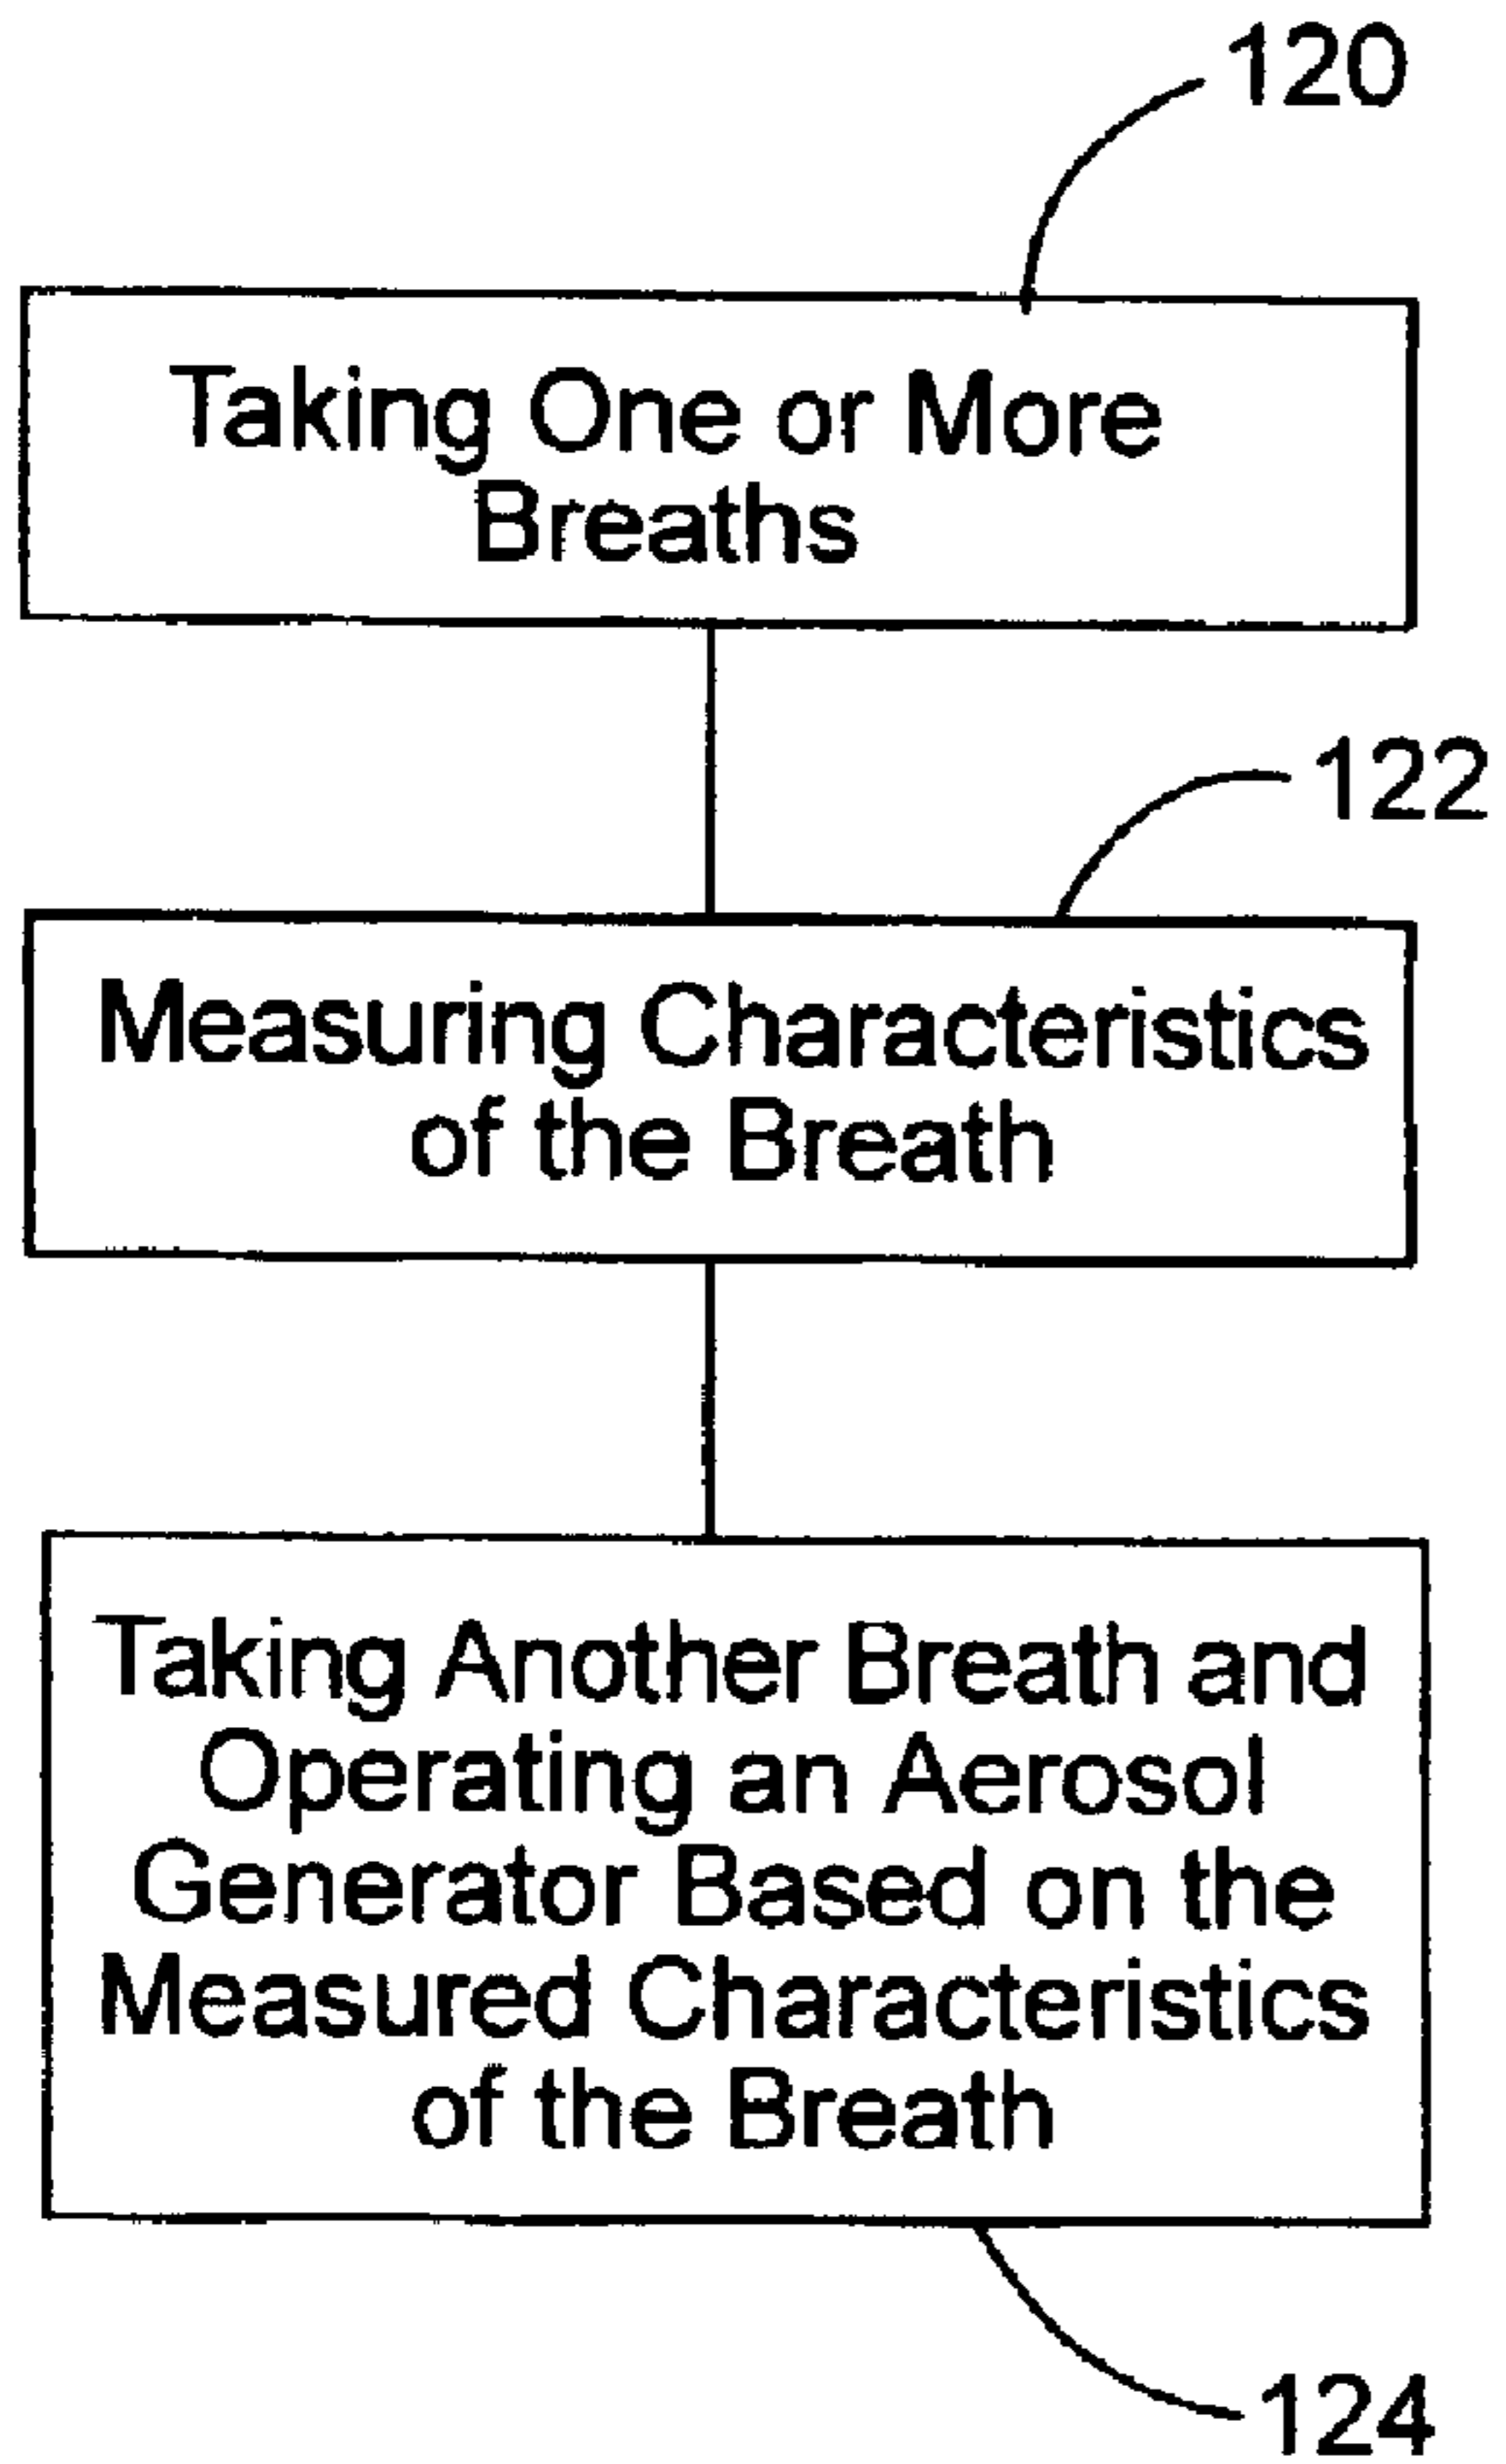 120
Taking One or More
Breaths
122
Measuring Characteristics
of the Breath
Taking Another Breath and
Operating an Aerosol
Generator Based on the
Measured Characteristics
of the Breath
124